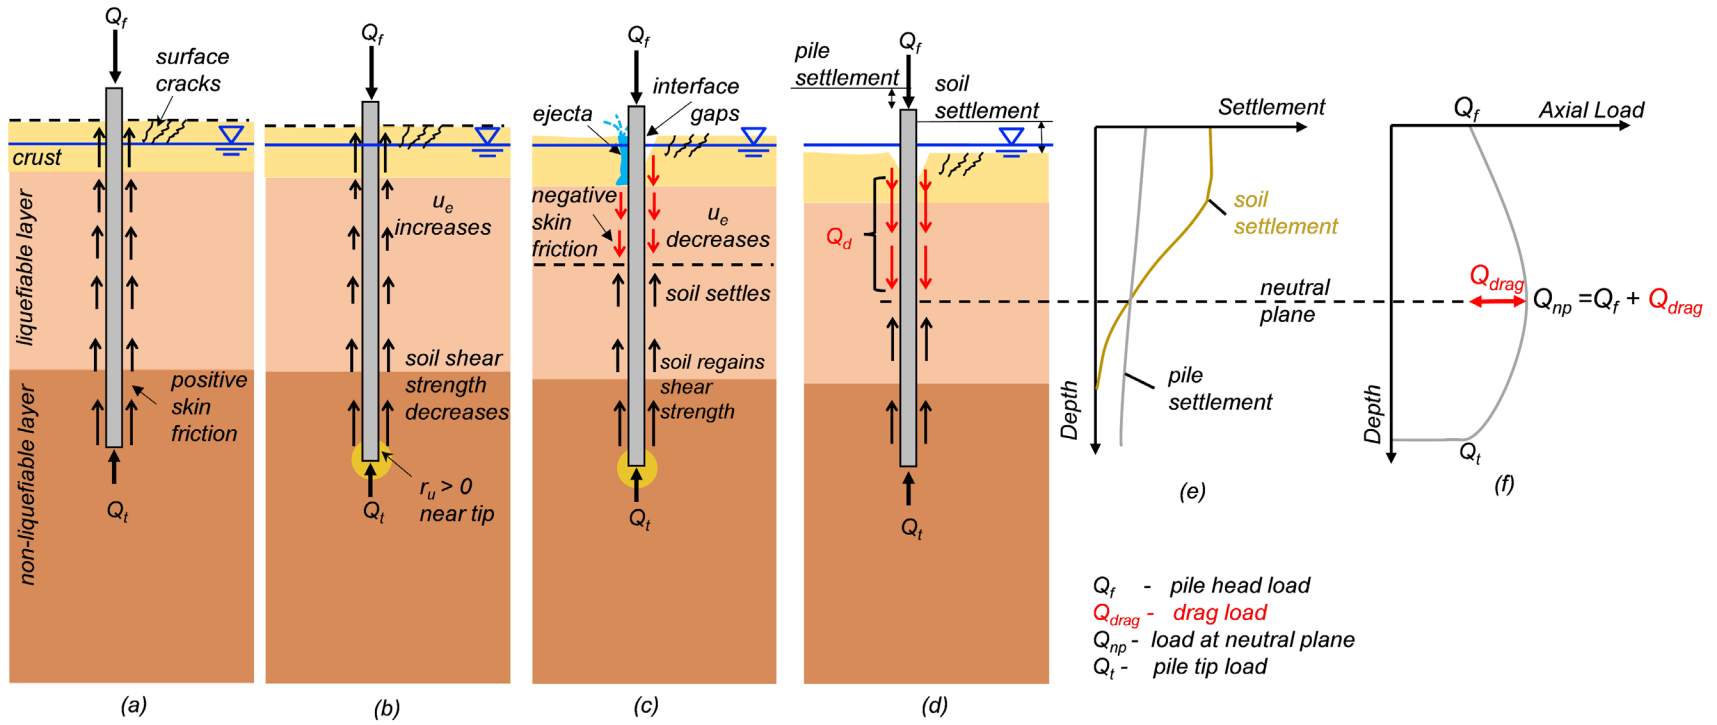 Qf
surface
cracks
crust
liquefiable layer
non-liquefiable layer
positive
skin
friction
Qt
(a)
Qf
ue
increases
soil shear
strength
decreases
ru > 0
near tip
Qt
(b)
Qf
ejecta
interface
gaps
negative
skin
friction
ue
decreases
soil settles
soil regains
shear
strength
Qt
(c)
pile
settlement
Qf
soil
settlement
Qd
Qt
(d)
Settlement
soil
settlement
neutral
plane
pile
settlement
Depth
(e)
Qf
Axial Load
Qdrag
Qnp =Qf + Qdrag
Depth
Qt
(f)
Qf - pile head load
Qdrag - drag load
Qnp - load at neutral plane
Qt - pile tip load